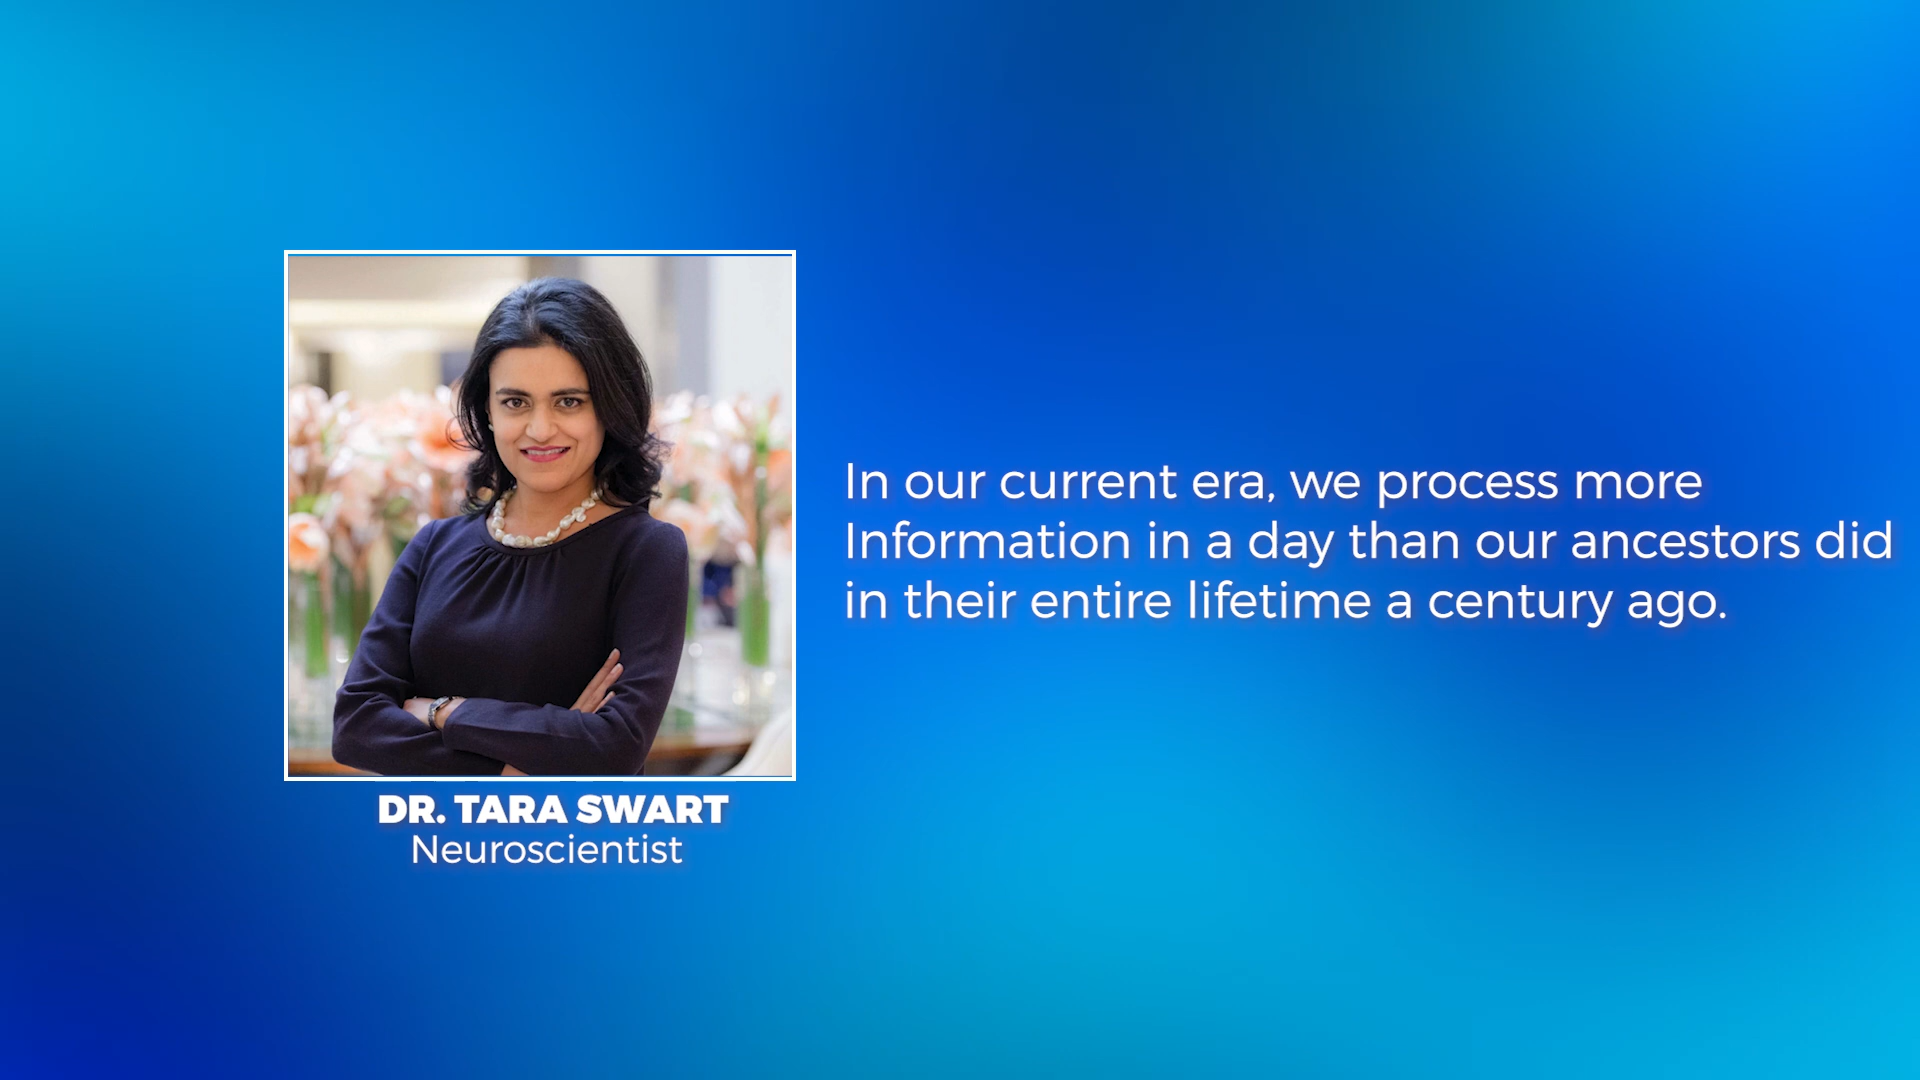 In our current era, we process more
Information in a day than our ancestors did
in their entire lifetime a century ago.
DR. TARA SWART
Neuroscientist